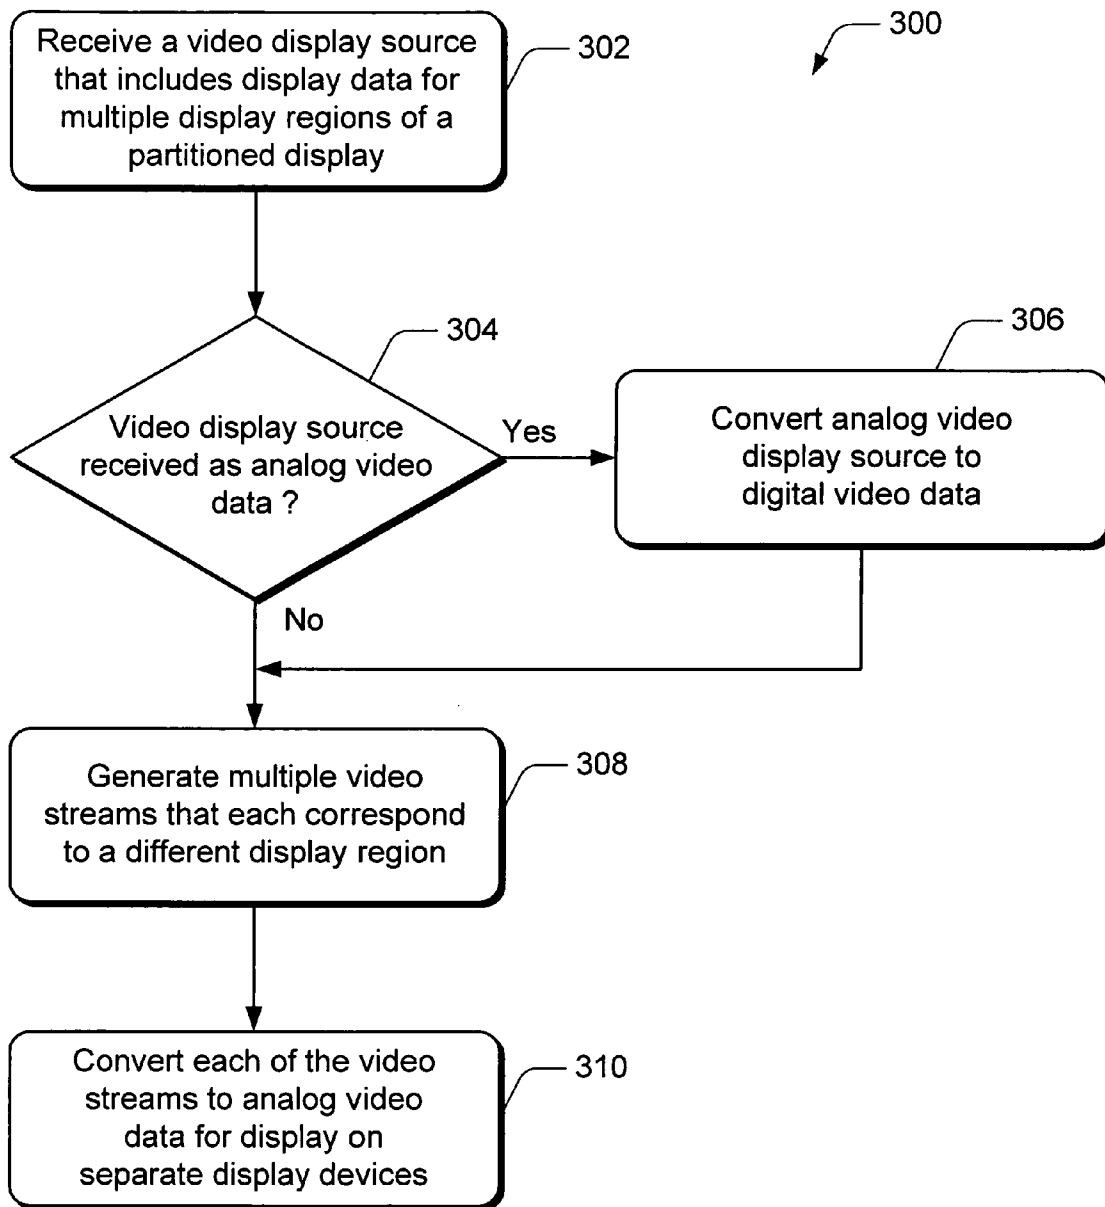 Receive a video display source
that includes display data for
multiple display regions of a
partitioned display
302
300
304
Video display source
received as analog video
data ?
Yes
306
Convert analog video
display source to
digital video data
No
Generate multiple video
streams that each correspond
to a different display region
308
Convert each of the video
streams to analog video
data for display on
separate display devices
310